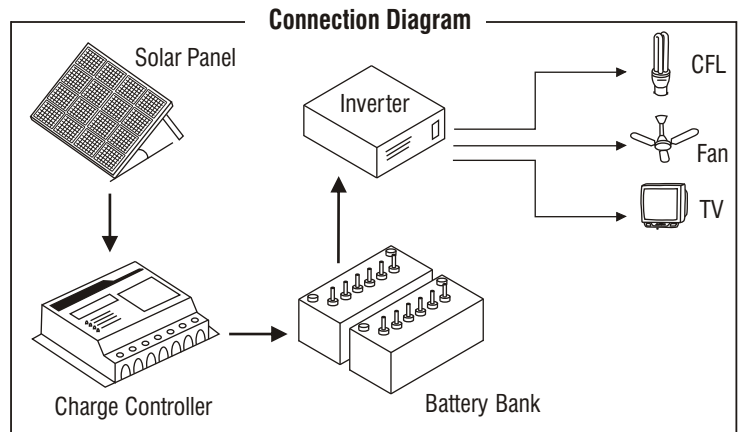 Connection Diagram
Solar Panel
Inverter
CFL
Fan
TV
Charge Controller
Battery Bank